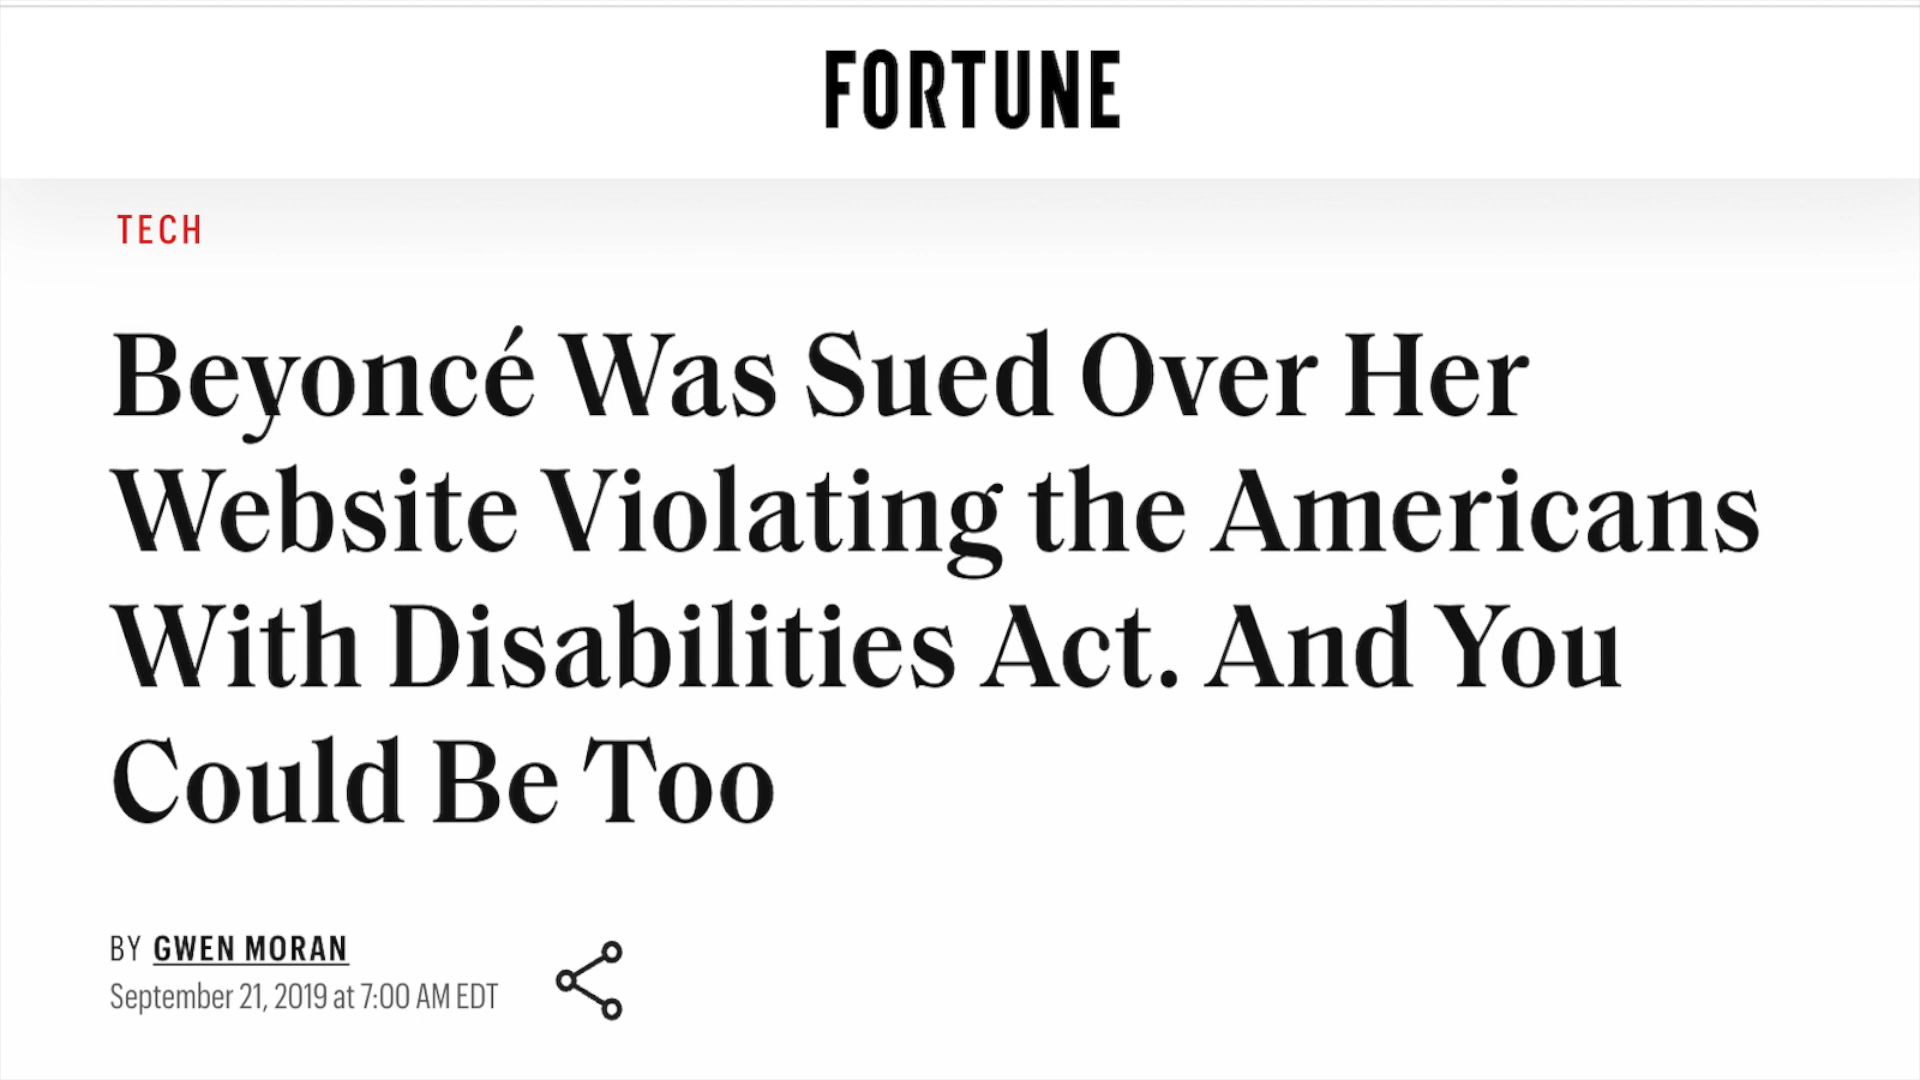 FORTUNE
TECH
Beyoncé Was Sued Over Her
Website Violating the Americans
With Disabilities Act. And You
Could Be Too
BY GWEN MORAN
September 21, 2019 at 7:00 AM EDT